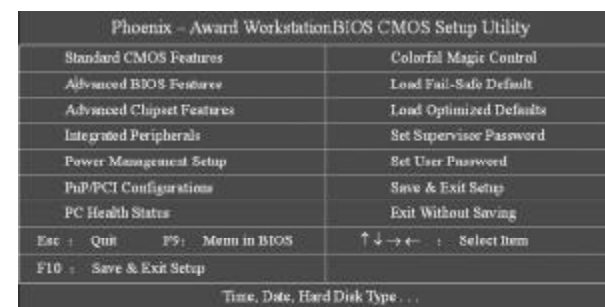 Phoenix – Award WorkstationBIOS CMOS Setup Utility
Standard CMOS Features Colorful Magic Control
Advanced BIOS Features Load Fail-Safe Default
Advanced Chipset Features Load Optimized Defaults
Integrated Peripherals Set Supervisor Password
Power Management Setup Set User Password
PnP/PCI Configurations Save & Exit Setup
PC Health Status Exit Without Saving
Esc : Quit F9: Menu in BIOS ↑↓→← : Select Item
F10 : Save & Exit Setup
Time, Date, Hard Disk Type . . .